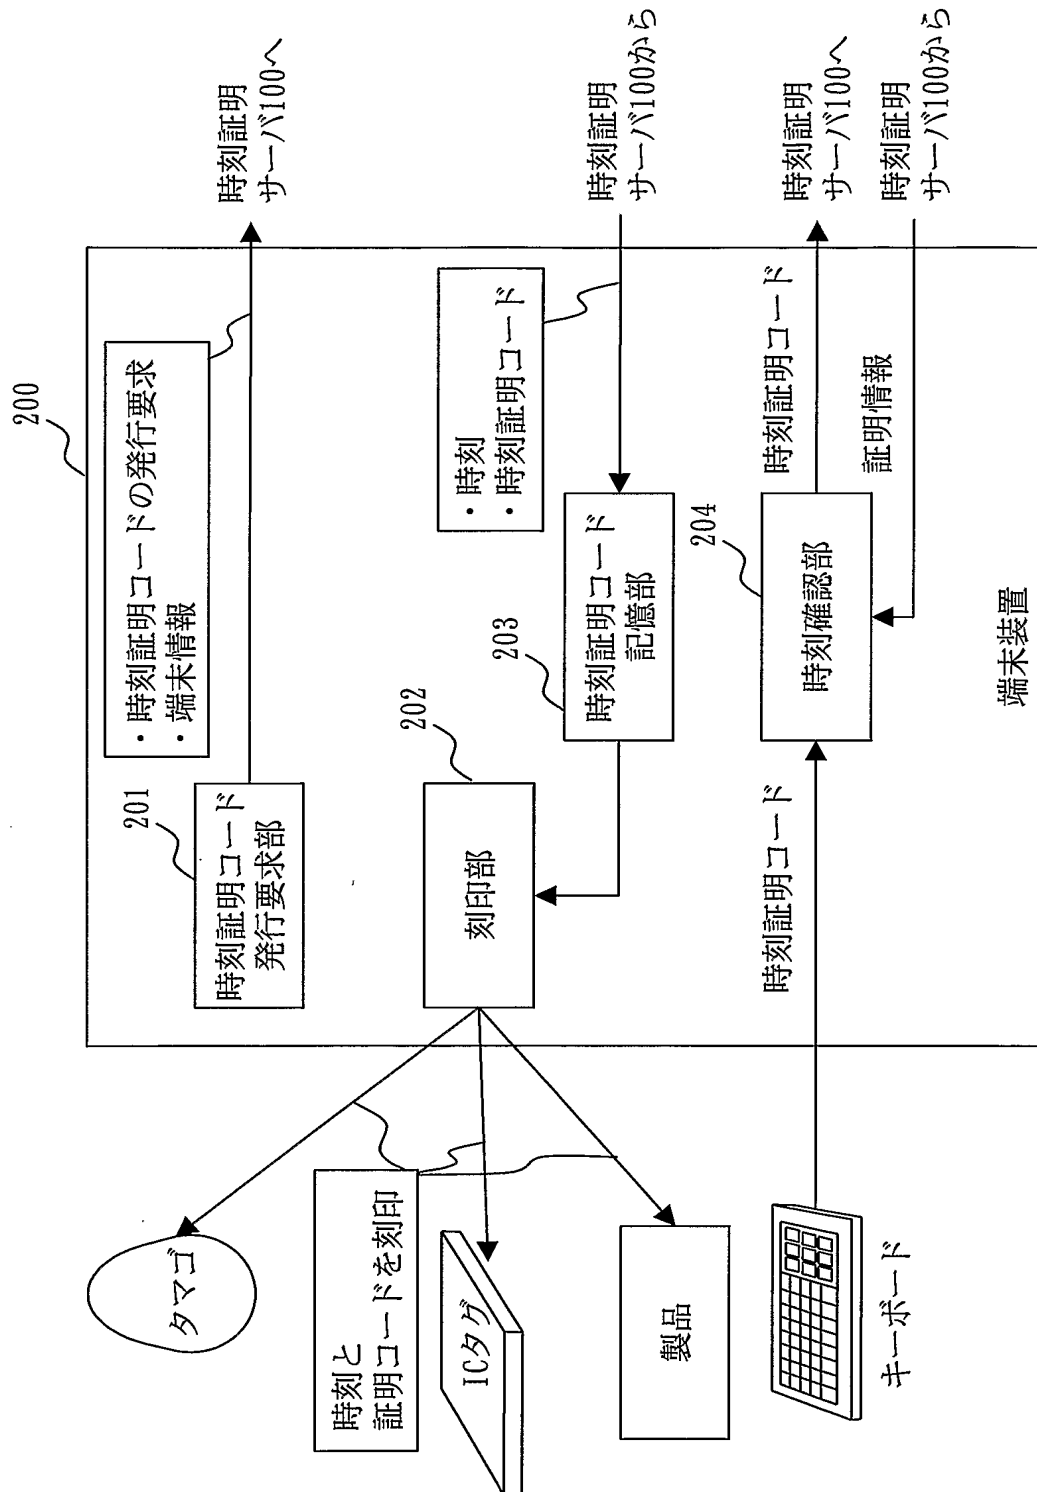 200
201
時刻証明コード
発行要求部
・時刻証明コードの発行要求
・端末情報
時刻証明
サーバ100へ
タマゴ
時刻と
証明コードを刻印
ICタグ
製品
202
刻印部
203
時刻証明コード
記憶部
・時刻
・時刻証明コード
時刻証明
サーバ100から
キーボード
時刻証明コード
204
時刻確認部
時刻証明コード
時刻証明
サーバ100へ
証明情報
時刻証明
サーバ100から
端末装置